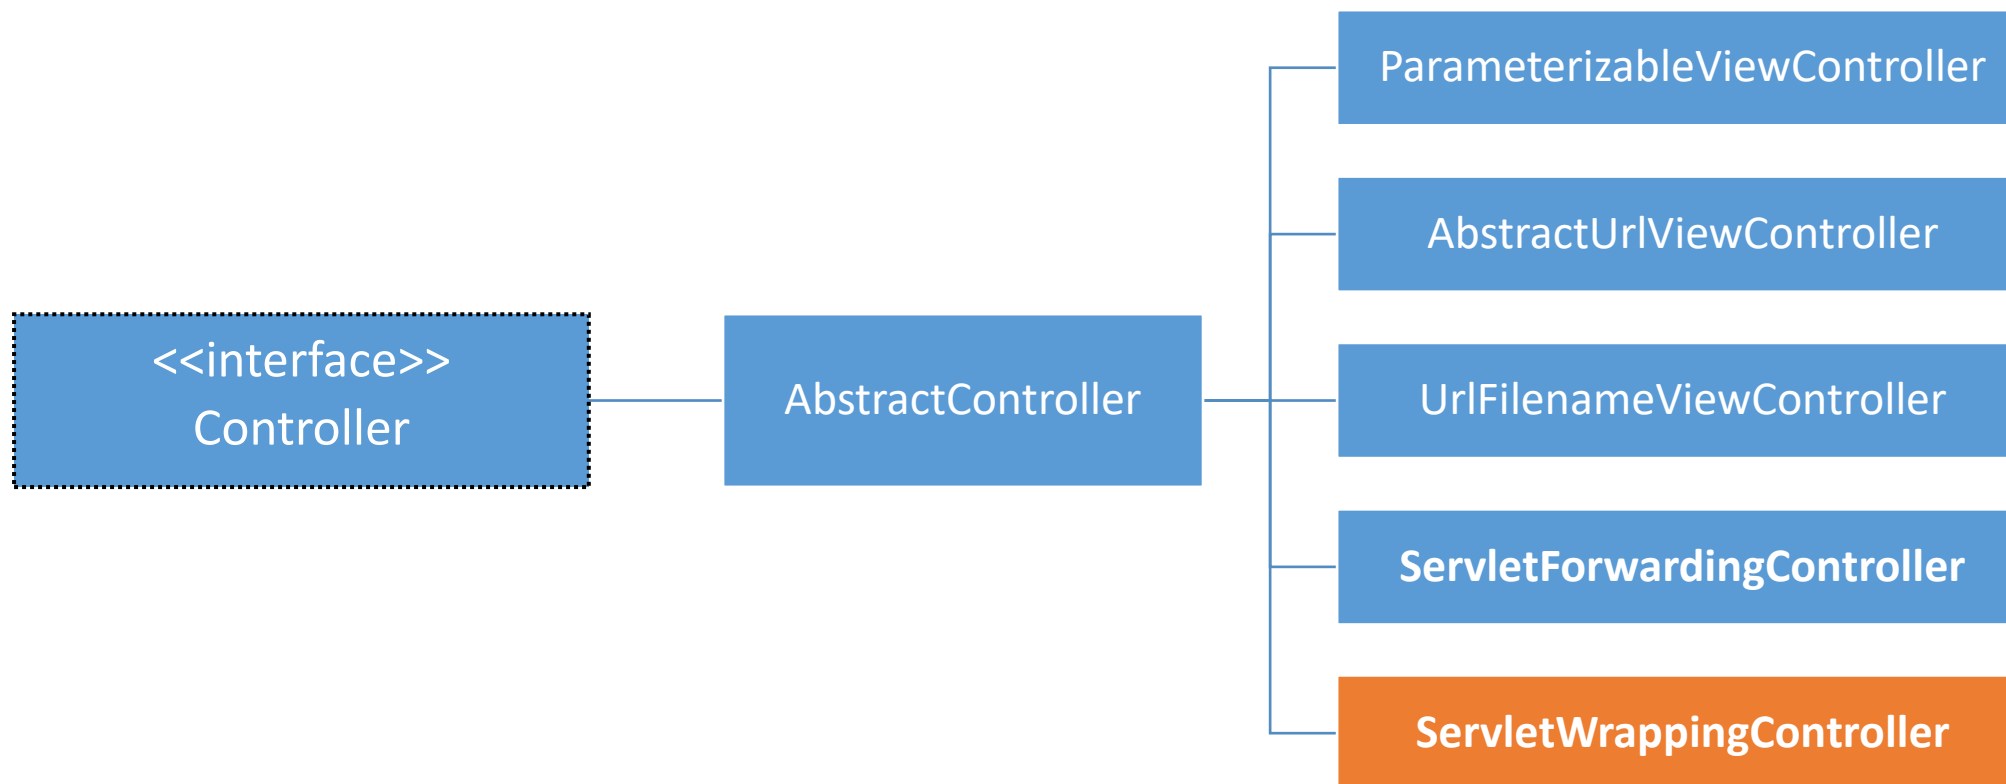 <<interface>>
Controller
AbstractController
ParameterizableViewController
AbstractUrlViewController
UrlFilenameViewController
ServletForwardingController
ServletWrappingController